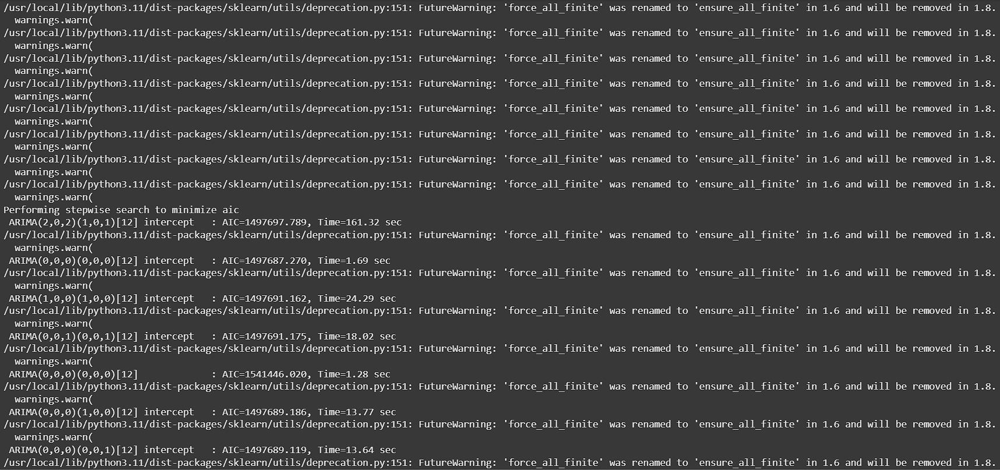 /usr/local/lib/python3.11/dist-packages/sklearn/utils/deprecation.py:151: FutureWarning: 'force_all_finite' was renamed to 'ensure_all_finite' in 1.6 and will be removed in 1.8.
  warnings.warn(
/usr/local/lib/python3.11/dist-packages/sklearn/utils/deprecation.py:151: FutureWarning: 'force_all_finite' was renamed to 'ensure_all_finite' in 1.6 and will be removed in 1.8.
  warnings.warn(
/usr/local/lib/python3.11/dist-packages/sklearn/utils/deprecation.py:151: FutureWarning: 'force_all_finite' was renamed to 'ensure_all_finite' in 1.6 and will be removed in 1.8.
  warnings.warn(
/usr/local/lib/python3.11/dist-packages/sklearn/utils/deprecation.py:151: FutureWarning: 'force_all_finite' was renamed to 'ensure_all_finite' in 1.6 and will be removed in 1.8.
  warnings.warn(
/usr/local/lib/python3.11/dist-packages/sklearn/utils/deprecation.py:151: FutureWarning: 'force_all_finite' was renamed to 'ensure_all_finite' in 1.6 and will be removed in 1.8.
  warnings.warn(
/usr/local/lib/python3.11/dist-packages/sklearn/utils/deprecation.py:151: FutureWarning: 'force_all_finite' was renamed to 'ensure_all_finite' in 1.6 and will be removed in 1.8.
  warnings.warn(
/usr/local/lib/python3.11/dist-packages/sklearn/utils/deprecation.py:151: FutureWarning: 'force_all_finite' was renamed to 'ensure_all_finite' in 1.6 and will be removed in 1.8.
  warnings.warn(
/usr/local/lib/python3.11/dist-packages/sklearn/utils/deprecation.py:151: FutureWarning: 'force_all_finite' was renamed to 'ensure_all_finite' in 1.6 and will be removed in 1.8.
  warnings.warn(
Performing stepwise search to minimize aic
 ARIMA(2,0,2)(1,0,1)[12] intercept   : AIC=1497697.789, Time=161.32 sec
/usr/local/lib/python3.11/dist-packages/sklearn/utils/deprecation.py:151: FutureWarning: 'force_all_finite' was renamed to 'ensure_all_finite' in 1.6 and will be removed in 1.8.
  warnings.warn(
 ARIMA(0,0,0)(0,0,0)[12] intercept   : AIC=1497687.270, Time=1.69 sec
/usr/local/lib/python3.11/dist-packages/sklearn/utils/deprecation.py:151: FutureWarning: 'force_all_finite' was renamed to 'ensure_all_finite' in 1.6 and will be removed in 1.8.
  warnings.warn(
 ARIMA(1,0,0)(1,0,0)[12] intercept   : AIC=1497691.162, Time=24.29 sec
/usr/local/lib/python3.11/dist-packages/sklearn/utils/deprecation.py:151: FutureWarning: 'force_all_finite' was renamed to 'ensure_all_finite' in 1.6 and will be removed in 1.8.
  warnings.warn(
 ARIMA(0,0,1)(0,0,1)[12] intercept   : AIC=1497691.175, Time=18.02 sec
/usr/local/lib/python3.11/dist-packages/sklearn/utils/deprecation.py:151: FutureWarning: 'force_all_finite' was renamed to 'ensure_all_finite' in 1.6 and will be removed in 1.8.
  warnings.warn(
 ARIMA(0,0,0)(0,0,0)[12]             : AIC=1541446.020, Time=1.28 sec
/usr/local/lib/python3.11/dist-packages/sklearn/utils/deprecation.py:151: FutureWarning: 'force_all_finite' was renamed to 'ensure_all_finite' in 1.6 and will be removed in 1.8.
  warnings.warn(
 ARIMA(0,0,0)(1,0,0)[12] intercept   : AIC=1497689.186, Time=13.77 sec
/usr/local/lib/python3.11/dist-packages/sklearn/utils/deprecation.py:151: FutureWarning: 'force_all_finite' was renamed to 'ensure_all_finite' in 1.6 and will be removed in 1.8.
  warnings.warn(
 ARIMA(0,0,0)(0,0,1)[12] intercept   : AIC=1497689.119, Time=13.64 sec
/usr/local/lib/python3.11/dist-packages/sklearn/utils/deprecation.py:151: FutureWarning: 'force_all_finite' was renamed to 'ensure_all_finite' in 1.6 and will be removed in 1.8.